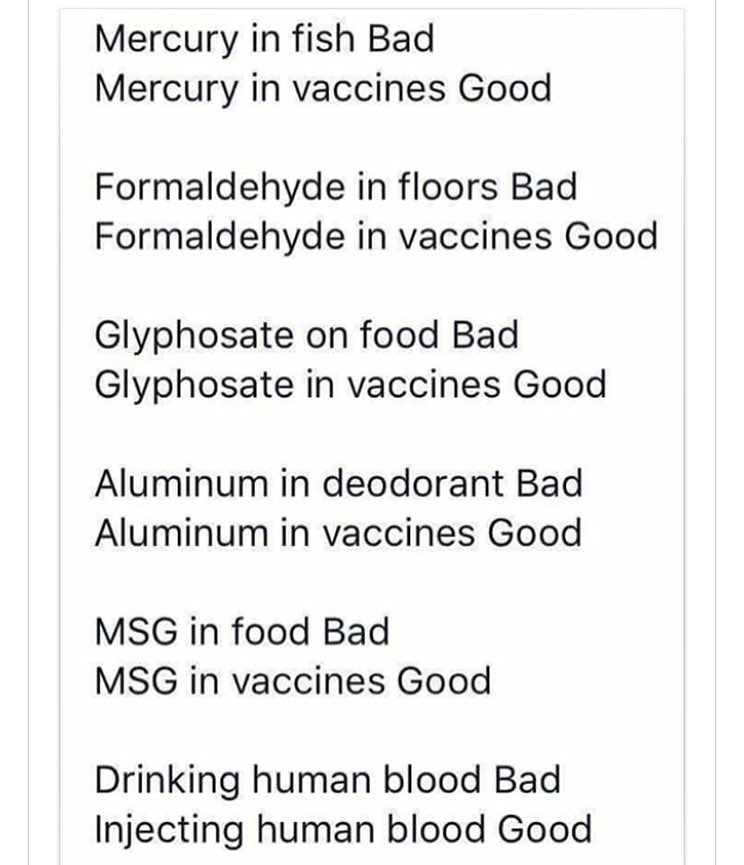 Mercury in fish Bad
Mercury in vaccines Good
Formaldehyde in floors Bad
Formaldehyde in vaccines Good
Glyphosate on food Bad
Glyphosate in vaccines Good
Aluminum in deodorant Bad
Aluminum in vaccines Good
MSG in food Bad
MSG in vaccines Good
Drinking human blood Bad
Injecting human blood Good